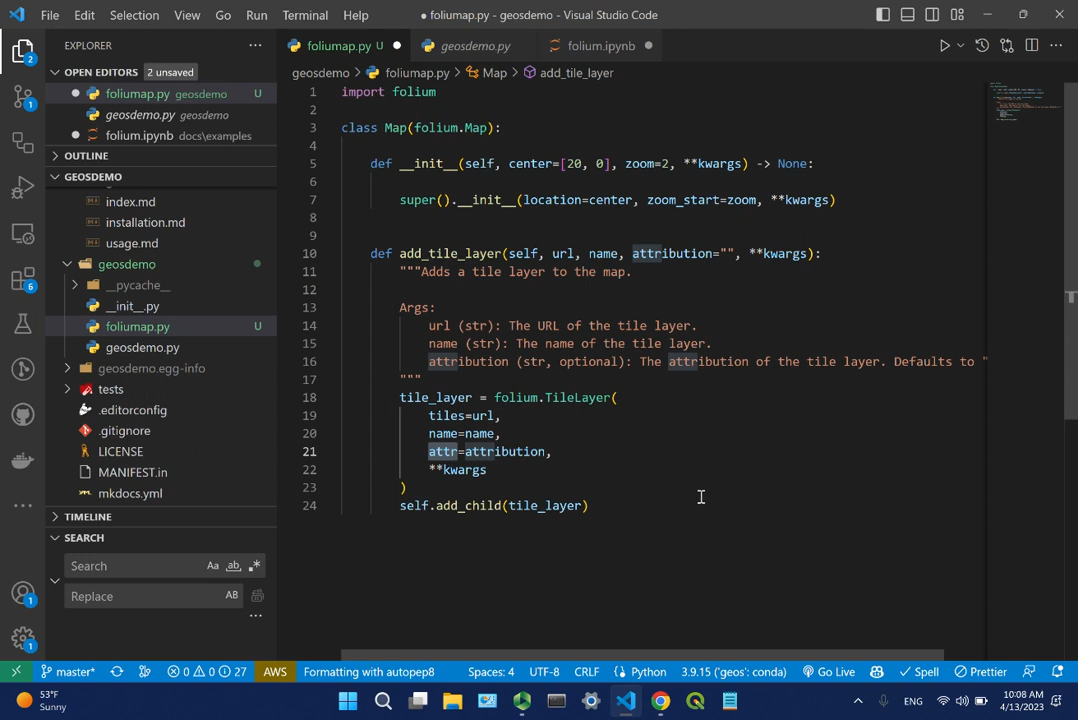 File Edit Selection View Go Run Terminal Help
● foliumap.py - geosdemo - Visual Studio Code
EXPLORER
OPEN EDITORS 2 unsaved
foliumap.py geosdemo U
geosdemo.py geosdemo
folium.ipynb docs\examples
OUTLINE
GEOSDEMO
index.md
installation.md
usage.md
geosdemo
__pycache__
__init__.py
foliumap.py U
geosdemo.py
geosdemo.egg-info
tests
.editorconfig
.gitignore
LICENSE
MANIFEST.in
mkdocs.yml
TIMELINE
SEARCH
Search Aa ab
Replace AB
2
1
6
1
1
foliumap.py U geosdemo.py folium.ipynb
geosdemo > foliumap.py > Map > add_tile_layer
1 import folium
2
3 class Map(folium.Map):
4
5 def __init__(self, center=[20, 0], zoom=2, **kwargs) -> None:
6
7 super().__init__(location=center, zoom_start=zoom, **kwargs)
8
9
10 def add_tile_layer(self, url, name, attribution="", **kwargs):
11 """Adds a tile layer to the map.
12
13 Args:
14 url (str): The URL of the tile layer.
15 name (str): The name of the tile layer.
16 attribution (str, optional): The attribution of the tile layer. Defaults to "
17 """
18 tile_layer = folium.TileLayer(
19 tiles=url,
20 name=name,
21 attr=attribution,
22 **kwargs
23 )
24 self.add_child(tile_layer)
master* 0 0 27 AWS Formatting with autopep8 Spaces: 4 UTF-8 CRLF Python 3.9.15 ('geos': conda) Go Live Spell Prettier
53°F
Sunny
ENG
10:08 AM
4/13/2023